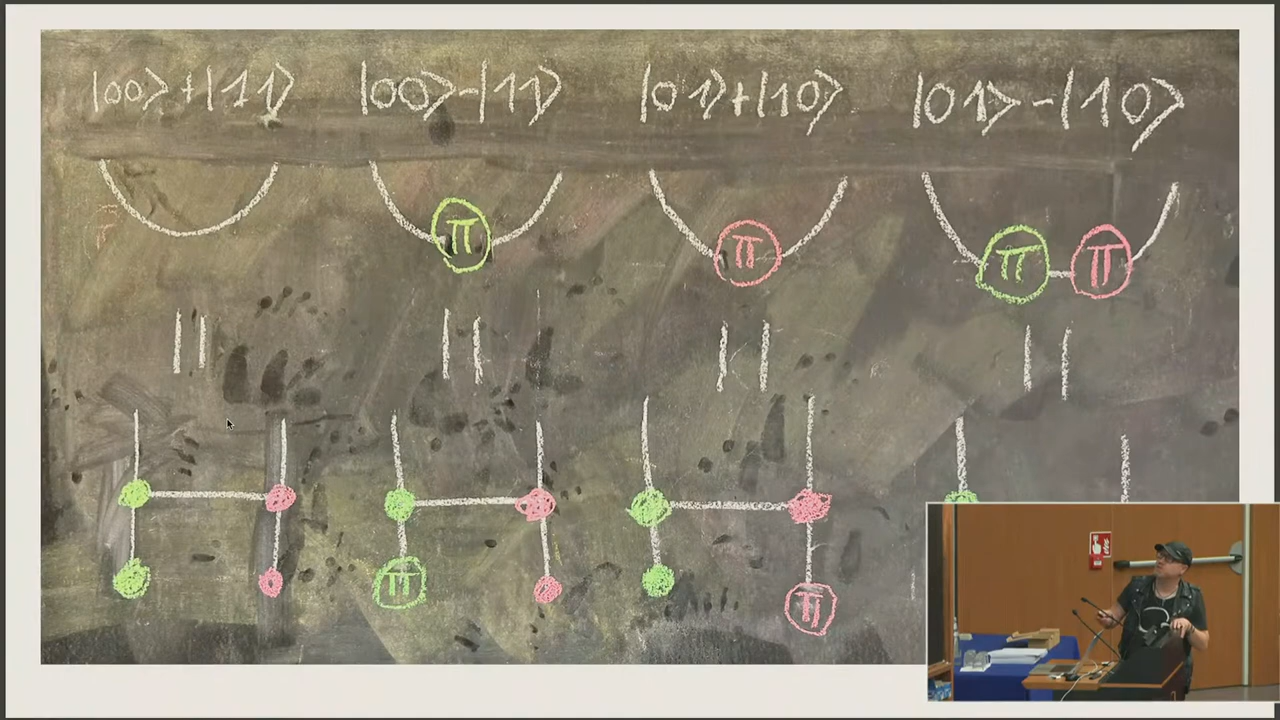 |00⟩+|11⟩ |00⟩-|11⟩ |01⟩+|10⟩ |01⟩-|10⟩
π π π π
π π